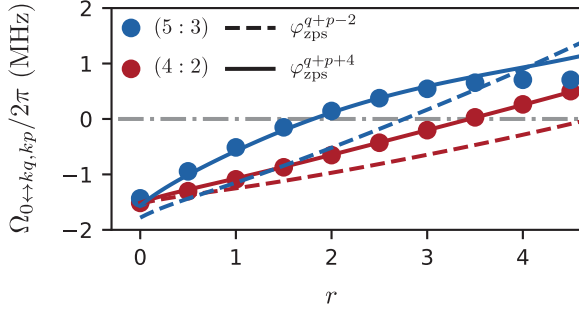 (5 : 3) φ_zps^{q+p−2}
(4 : 2) φ_zps^{q+p+4}
Ω_{0↔kq,kp}/2π (MHz)
2
1
0
−1
−2
0 1 2 3 4
r